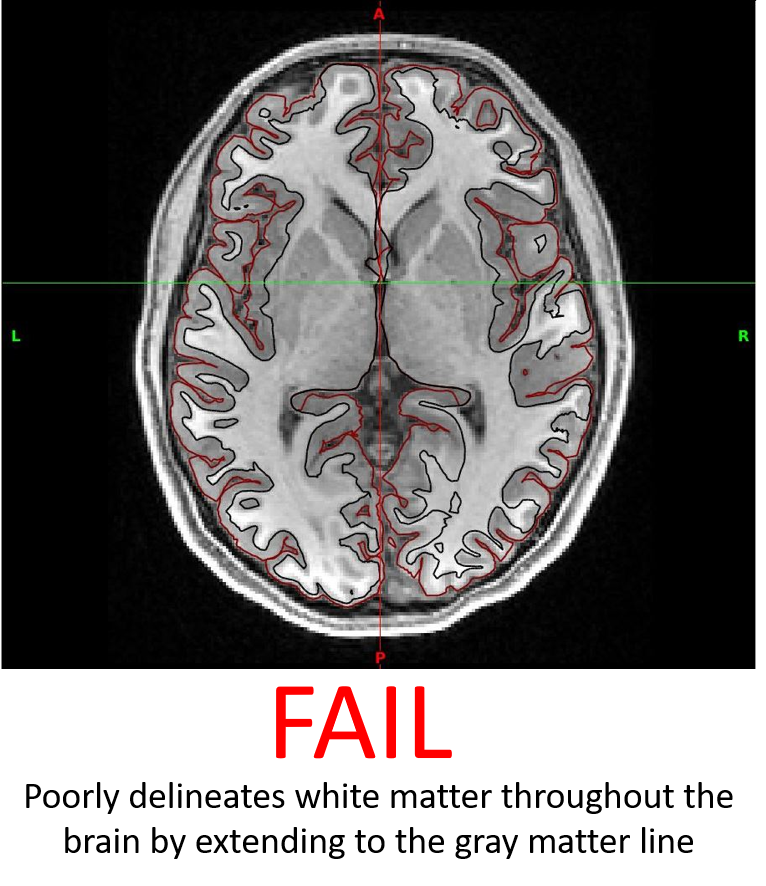 A
L
R
P
FAIL
Poorly delineates white matter throughout the
brain by extending to the gray matter line